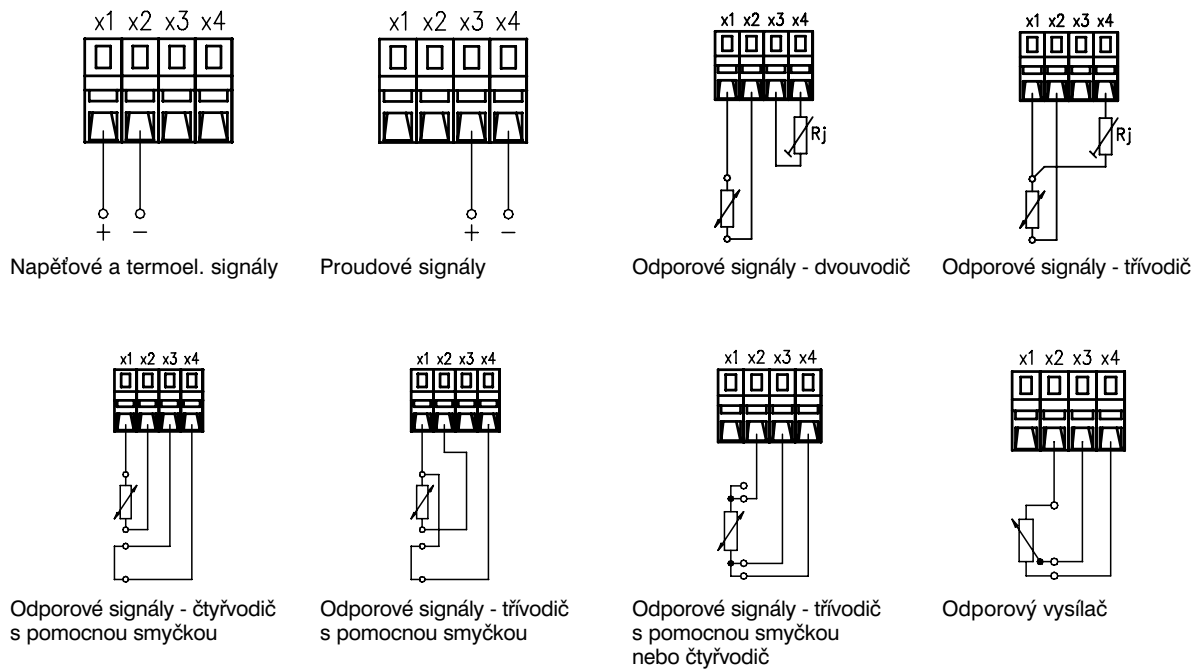 x1 x2 x3 x4
+ −
Napěťové a termoel. signály
x1 x2 x3 x4
+ −
Proudové signály
x1 x2 x3 x4
Rj
Odporové signály - dvouvodič
x1 x2 x3 x4
Rj
Odporové signály - třívodič
x1 x2 x3 x4
Odporové signály - čtyřvodič
s pomocnou smyčkou
x1 x2 x3 x4
Odporové signály - třívodič
s pomocnou smyčkou
x1 x2 x3 x4
Odporové signály - třívodič
s pomocnou smyčkou
nebo čtyřvodič
x1 x2 x3 x4
Odporový vysílač